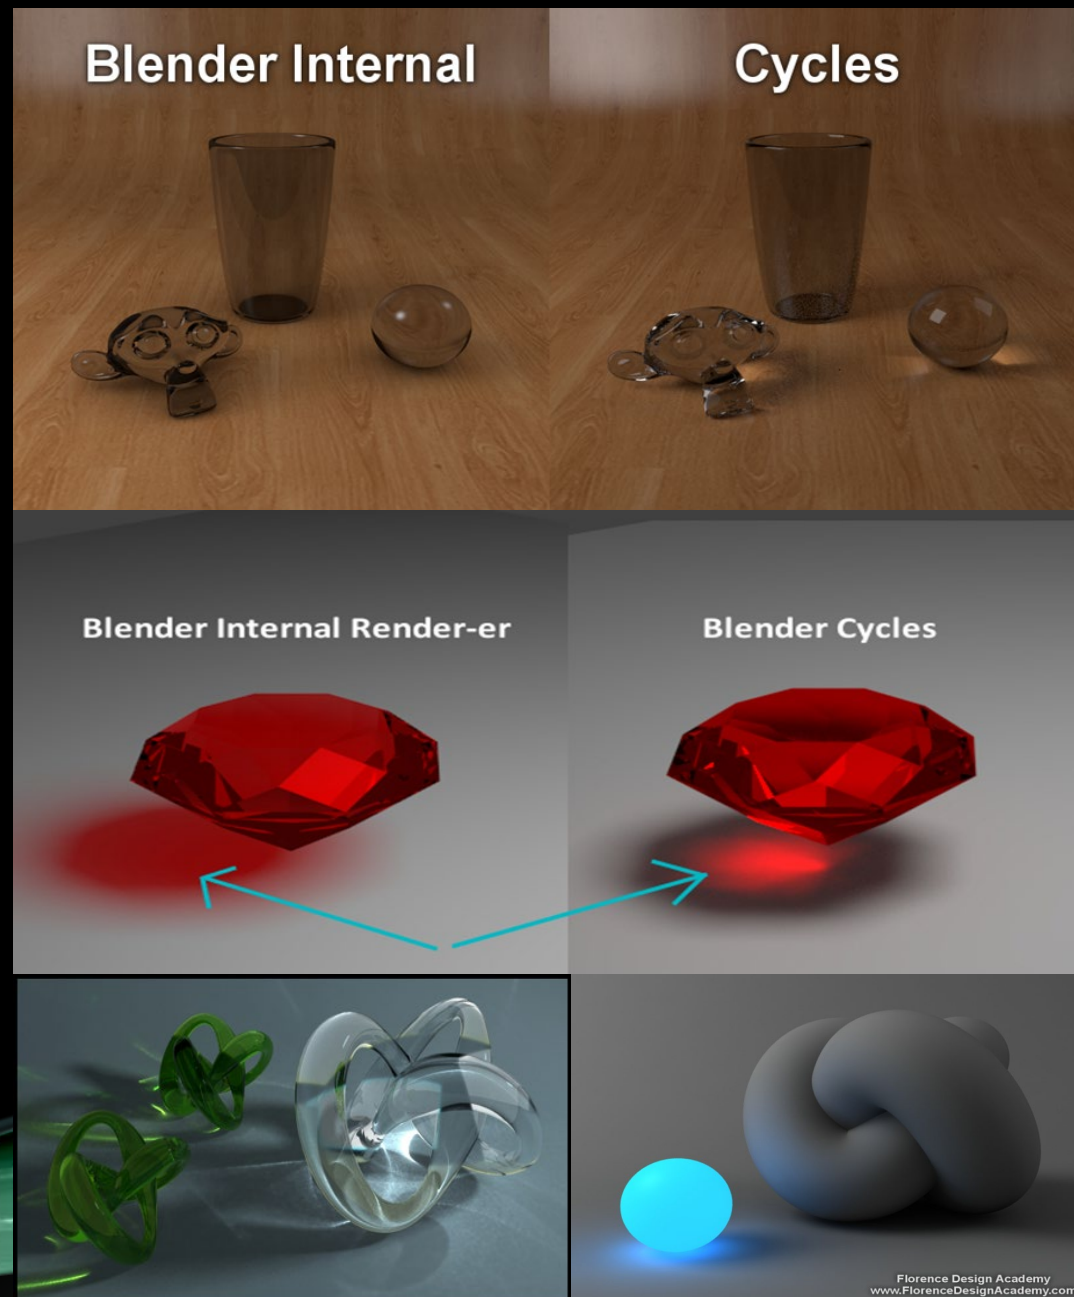 Blender Internal
Cycles
Blender Internal Render-er
Blender Cycles
Florence Design Academy
www.FlorenceDesignAcademy.com